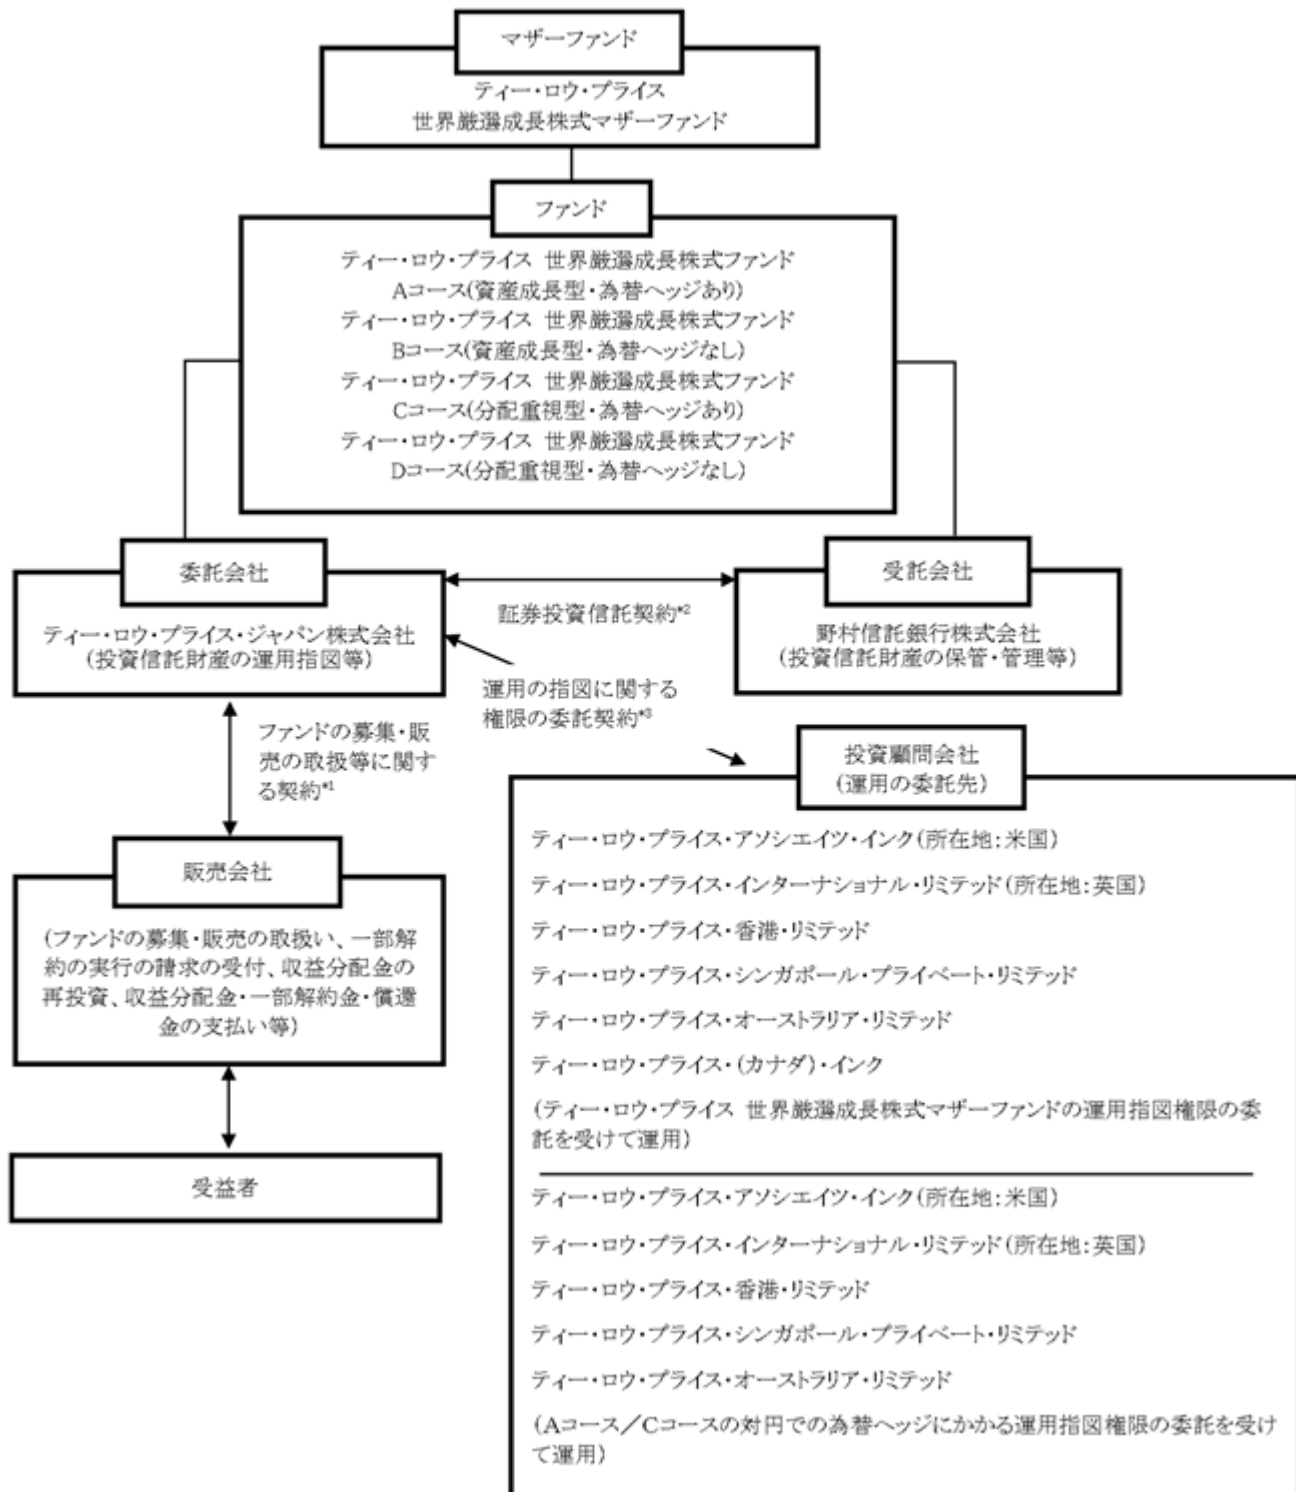 マザーファンド
ティー・ロウ・プライス
世界厳選成長株式マザーファンド
ファンド
ティー・ロウ・プライス 世界厳選成長株式ファンド
Aコース(資産成長型・為替ヘッジあり)
ティー・ロウ・プライス 世界厳選成長株式ファンド
Bコース(資産成長型・為替ヘッジなし)
ティー・ロウ・プライス 世界厳選成長株式ファンド
Cコース(分配重視型・為替ヘッジあり)
ティー・ロウ・プライス 世界厳選成長株式ファンド
Dコース(分配重視型・為替ヘッジなし)
委託会社
ティー・ロウ・プライス・ジャパン株式会社
(投資信託財産の運用指図等)
証券投資信託契約*2
受託会社
野村信託銀行株式会社
(投資信託財産の保管・管理等)
運用の指図に関する
権限の委託契約*3
ファンドの募集・販
売の取扱等に関す
る契約*1
販売会社
(ファンドの募集・販売の取扱い、一部解
約の実行の請求の受付、収益分配金の
再投資、収益分配金・一部解約金・償還
金の支払い等)
受益者
投資顧問会社
(運用の委託先)
ティー・ロウ・プライス・アソシエイツ・インク(所在地:米国)
ティー・ロウ・プライス・インターナショナル・リミテッド(所在地:英国)
ティー・ロウ・プライス・香港・リミテッド
ティー・ロウ・プライス・シンガポール・プライベート・リミテッド
ティー・ロウ・プライス・オーストラリア・リミテッド
ティー・ロウ・プライス・(カナダ)・インク
(ティー・ロウ・プライス 世界厳選成長株式マザーファンドの運用指図権限の委
託を受けて運用)
ティー・ロウ・プライス・アソシエイツ・インク(所在地:米国)
ティー・ロウ・プライス・インターナショナル・リミテッド(所在地:英国)
ティー・ロウ・プライス・香港・リミテッド
ティー・ロウ・プライス・シンガポール・プライベート・リミテッド
ティー・ロウ・プライス・オーストラリア・リミテッド
(Aコース/Cコースの対円での為替ヘッジにかかる運用指図権限の委託を受け
て運用)